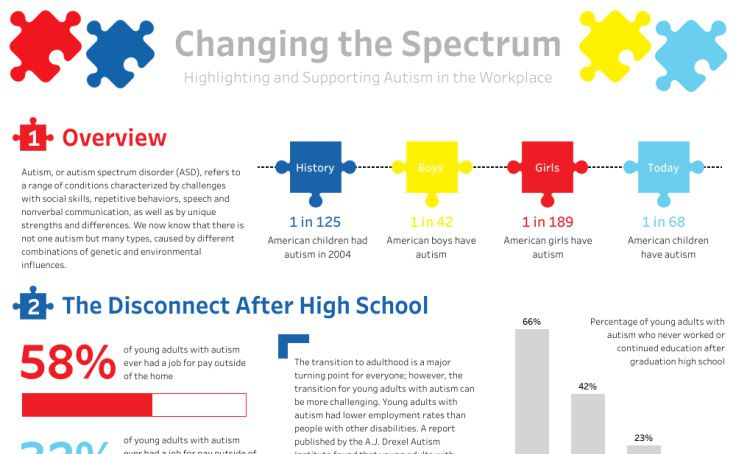 Changing the Spectrum
Highlighting and Supporting Autism in the Workplace
1 Overview
Autism, or autism spectrum disorder (ASD), refers to
a range of conditions characterized by challenges
with social skills, repetitive behaviors, speech and
nonverbal communication, as well as by unique
strengths and differences. We now know that there is
not one autism but many types, caused by different
combinations of genetic and environmental
influences.
History
1 in 125
American children had
autism in 2004
Boys
1 in 42
American boys have
autism
Girls
1 in 189
American girls have
autism
Today
1 in 68
American children
have autism
2 The Disconnect After High School
58%
of young adults with autism
ever had a job for pay outside
of the home
of young adults with autism
ever had a job for pay outside of
The transition to adulthood is a major
turning point for everyone; however, the
transition for young adults with autism can
be more challenging. Young adults with
autism had lower employment rates than
people with other disabilities. A report
published by the A.J. Drexel Autism
Institute found that young adults with
66%
42%
23%
Percentage of young adults with
autism who never worked or
continued education after
graduation high school